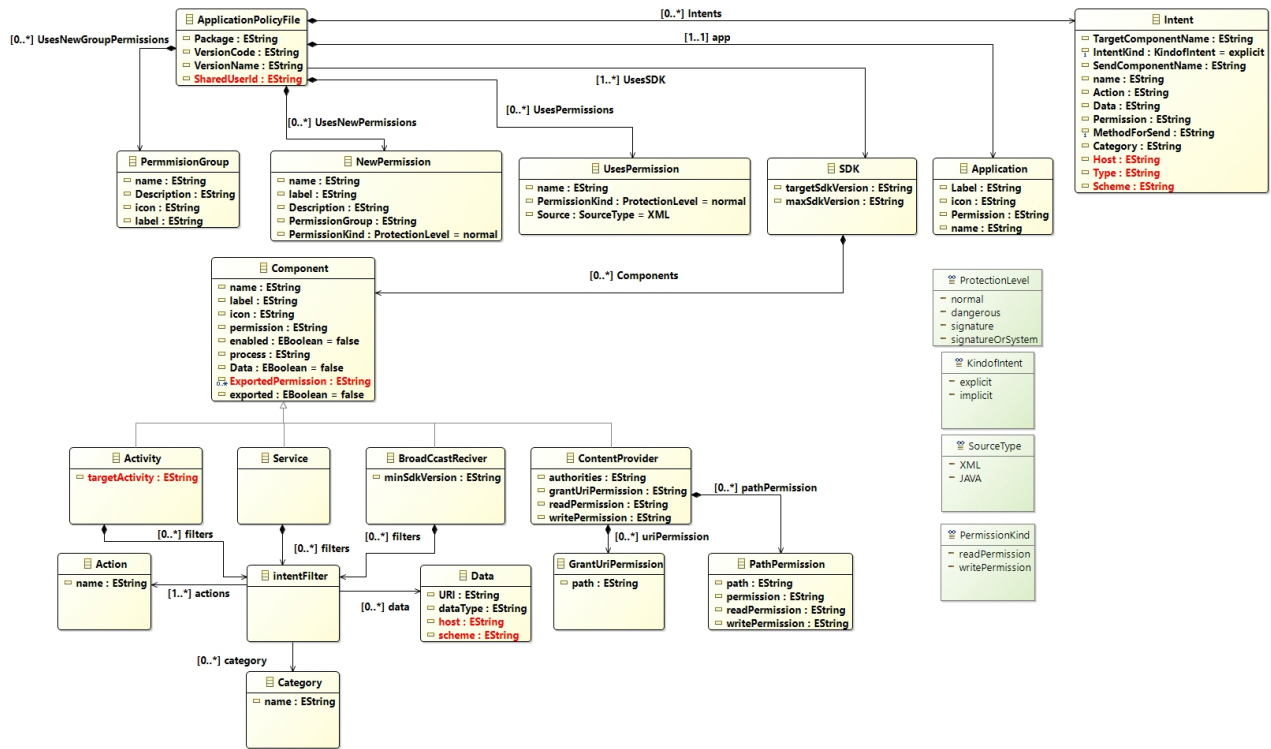 ApplicationPolicyFile
Package : EString
VersionCode : EString
VersionName : EString
SharedUserId : EString
[0..*] Intents
[1..1] app
[1..*] UsesSDK
[0..*] UsesPermissions
[0..*] UsesNewPermissions
[0..*] UsesNewGroupPermissions
Intent
TargetComponentName : EString
IntentKind : KindofIntent = explicit
SendComponentName : EString
name : EString
Action : EString
Data : EString
Permission : EString
MethodForSend : EString
Category : EString
Host : EString
Type : EString
Scheme : EString
PermmisionGroup
name : EString
Description : EString
icon : EString
label : EString
NewPermission
name : EString
label : EString
Description : EString
PermissionGroup : EString
PermissionKind : ProtectionLevel = normal
UsesPermission
name : EString
PermissionKind : ProtectionLevel = normal
Source : SourceType = XML
SDK
targetSdkVersion : EString
maxSdkVersion : EString
Application
Label : EString
icon : EString
Permission : EString
name : EString
[0..*] Components
Component
name : EString
label : EString
icon : EString
permission : EString
enabled : EBoolean = false
process : EString
Data : EBoolean = false
0..* ExportedPermission : EString
exported : EBoolean = false
ProtectionLevel
normal
dangerous
signature
signatureOrSystem
KindofIntent
explicit
implicit
SourceType
XML
JAVA
PermissionKind
readPermission
writePermission
Activity
targetActivity : EString
Service
BroadCcastReciver
minSdkVersion : EString
ContentProvider
authorities : EString
grantUriPermission : EString
readPermission : EString
writePermission : EString
[0..*] pathPermission
[0..*] filters
[0..*] filters
[0..*] filters
[0..*] uriPermission
Action
name : EString
[1..*] actions
intentFilter
[0..*] data
Data
URI : EString
dataType : EString
host : EString
scheme : EString
GrantUriPermission
path : EString
PathPermission
path : EString
permission : EString
readPermission : EString
writePermission : EString
[0..*] category
Category
name : EString